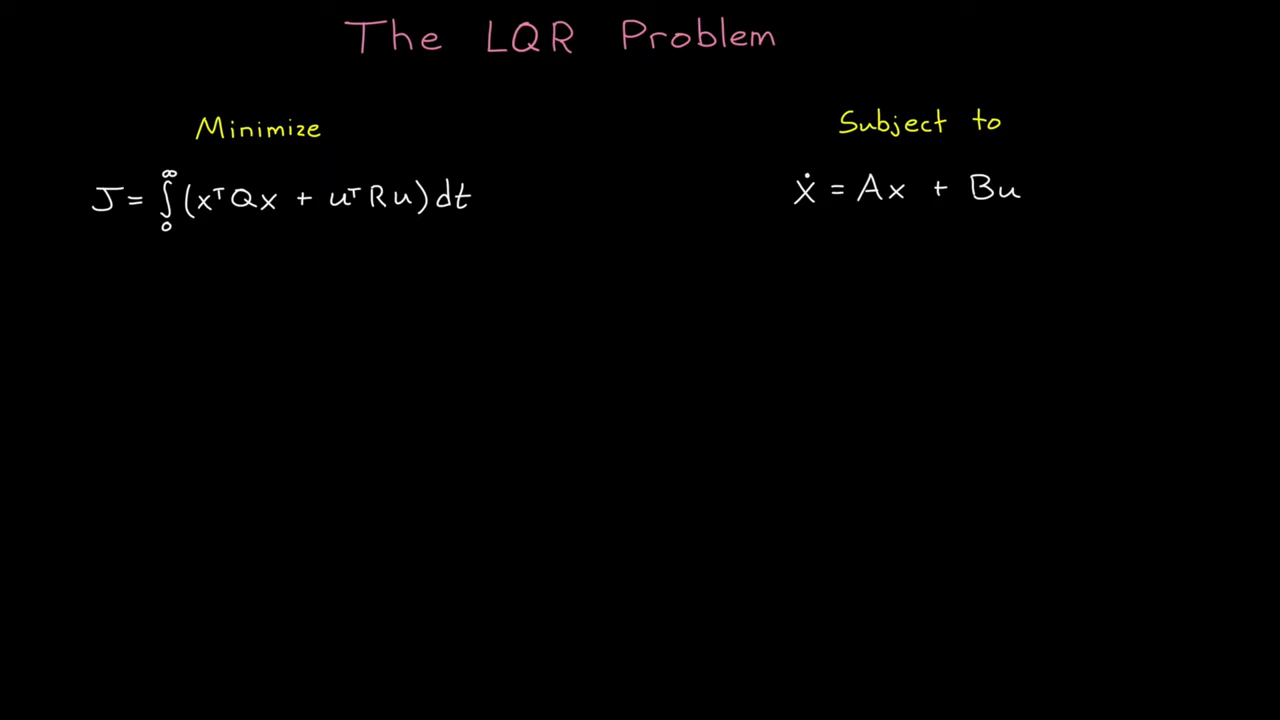 The LQR Problem
Minimize
J = ∫₀^∞ (xᵀQx + uᵀRu) dt
Subject to
ẋ = Ax + Bu